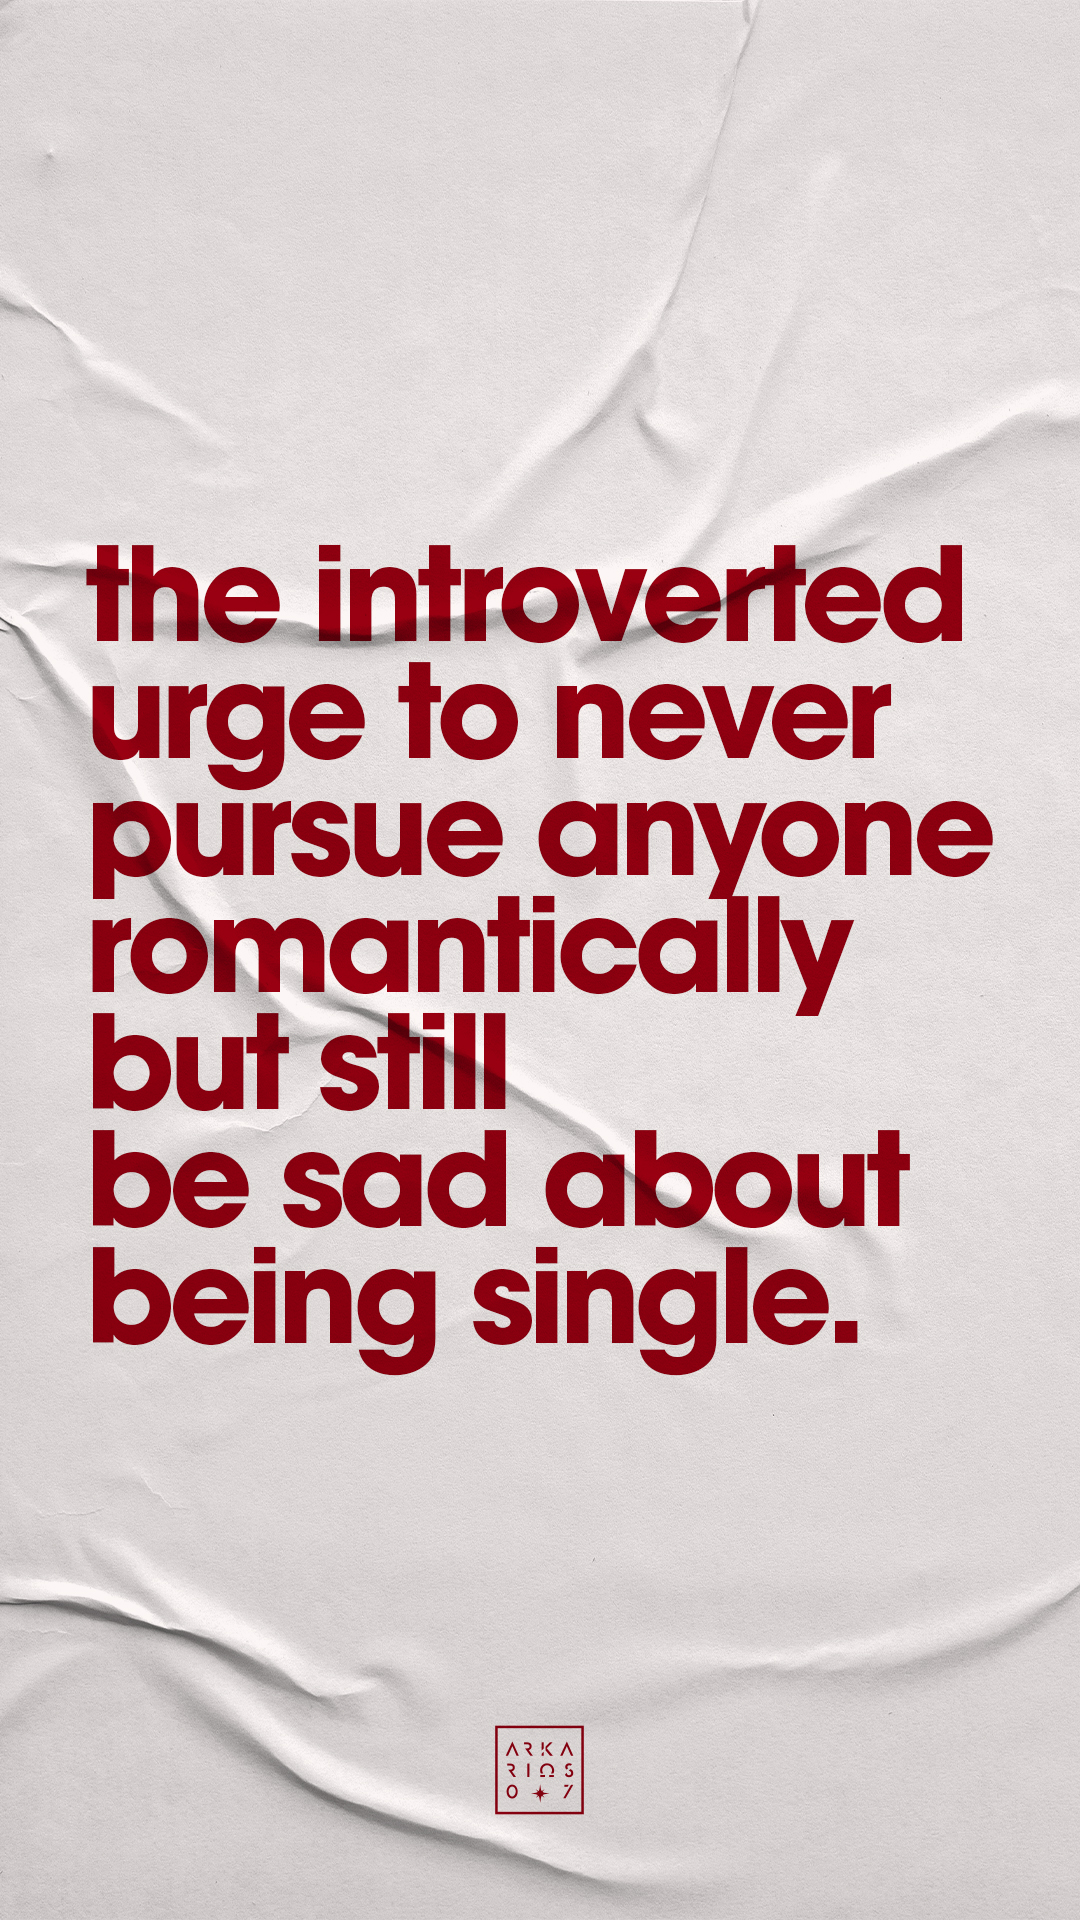 the introverted
urge to never
pursue anyone
romantically
but still
be sad about
being single.
ARKA
RIΩS
0 7